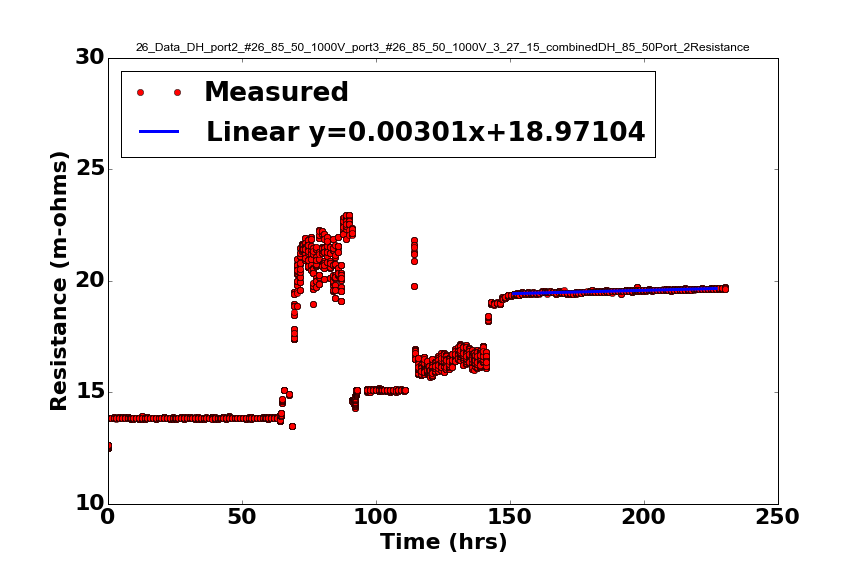 26_Data_DH_port2_#26_85_50_1000V_port3_#26_85_50_1000V_3_27_15_combinedDH_85_50Port_2Resistance
30
25
20
15
10
Resistance (m-ohms)
Measured
Linear y=0.00301x+18.97104
0 50 100 150 200 250
Time (hrs)